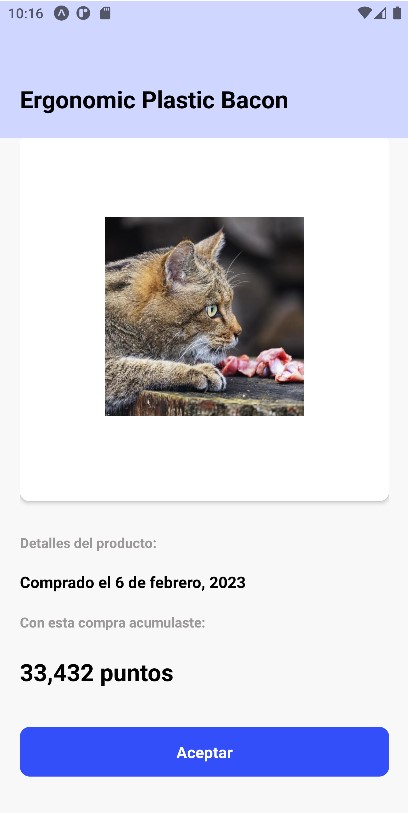 10:16
Ergonomic Plastic Bacon
Detalles del producto:
Comprado el 6 de febrero, 2023
Con esta compra acumulaste:
33,432 puntos
Aceptar